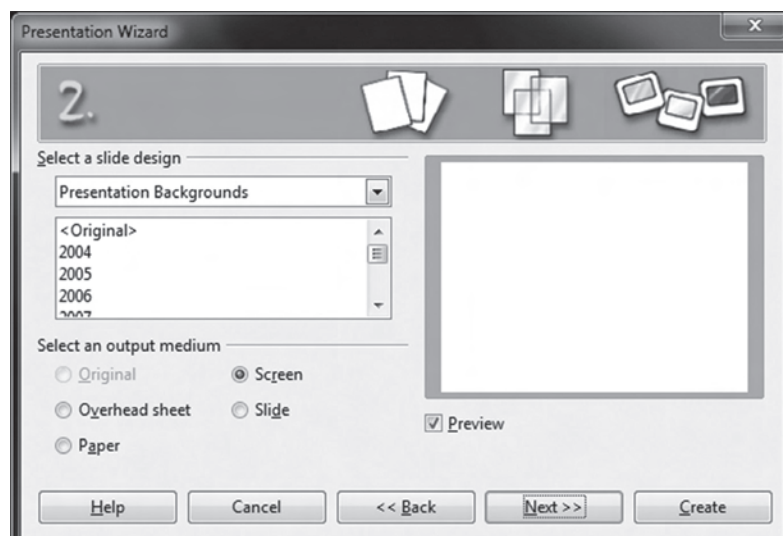 Presentation Wizard
2.
Select a slide design
Presentation Backgrounds
<Original>
2004
2005
2006
2007
Select an output medium
Original
Screen
Overhead sheet
Slide
Paper
Preview
Help
Cancel
<< Back
Next >>
Create